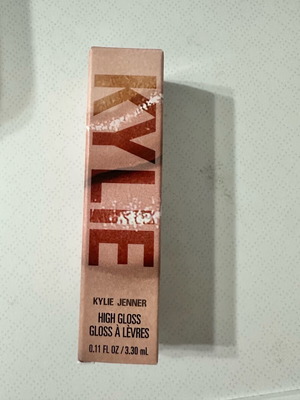 KYLIE
KYLIE JENNER
HIGH GLOSS
GLOSS À LÈVRES
0.11 FL OZ / 3.30 mL